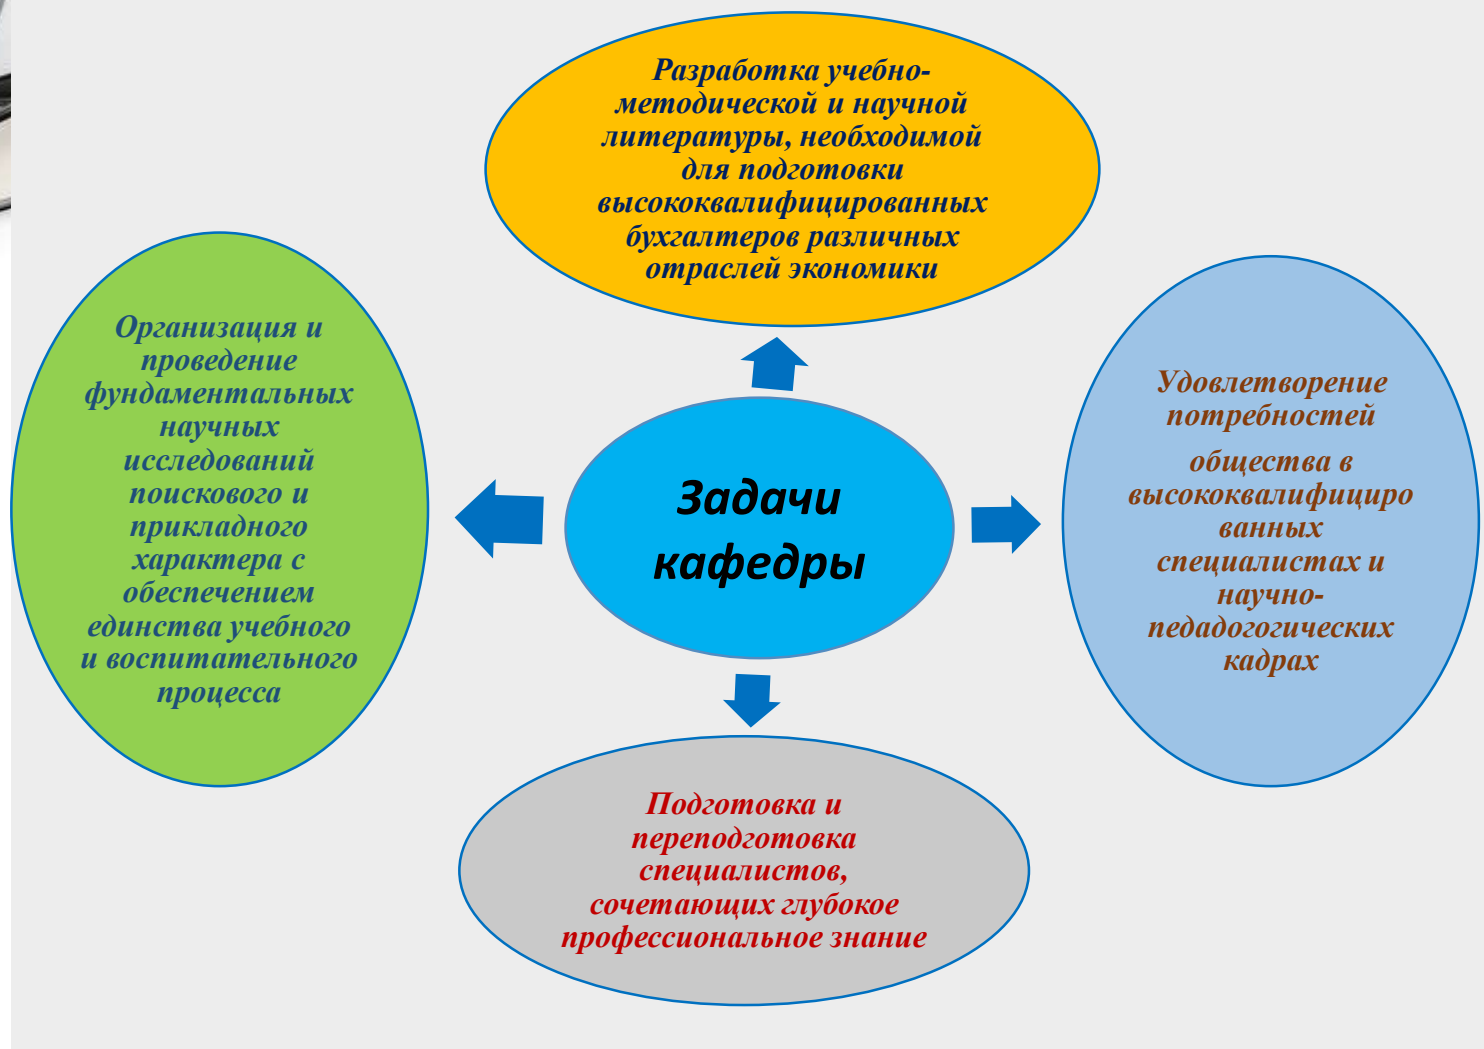 Разработка учебно-
методической и научной
литературы, необходимой
для подготовки
высококвалифицированных
бухгалтеров различных
отраслей экономики
Организация и
проведение
фундаментальных
научных
исследований
поискового и
прикладного
характера с
обеспечением
единства учебного
и воспитательного
процесса
Задачи
кафедры
Удовлетворение
потребностей
общества в
высококвалифициро
ванных
специалистах и
научно-
педадогогических
кадрах
Подготовка и
переподготовка
специалистов,
сочетающих глубокое
профессиональное знание